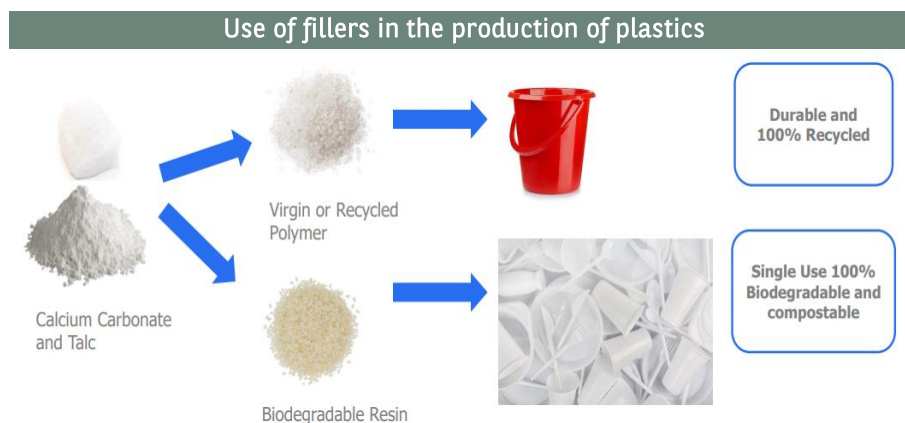 Use of fillers in the production of plastics
Durable and
100% Recycled
Virgin or Recycled
Polymer
Single Use 100%
Biodegradable and
compostable
Calcium Carbonate
and Talc
Biodegradable Resin